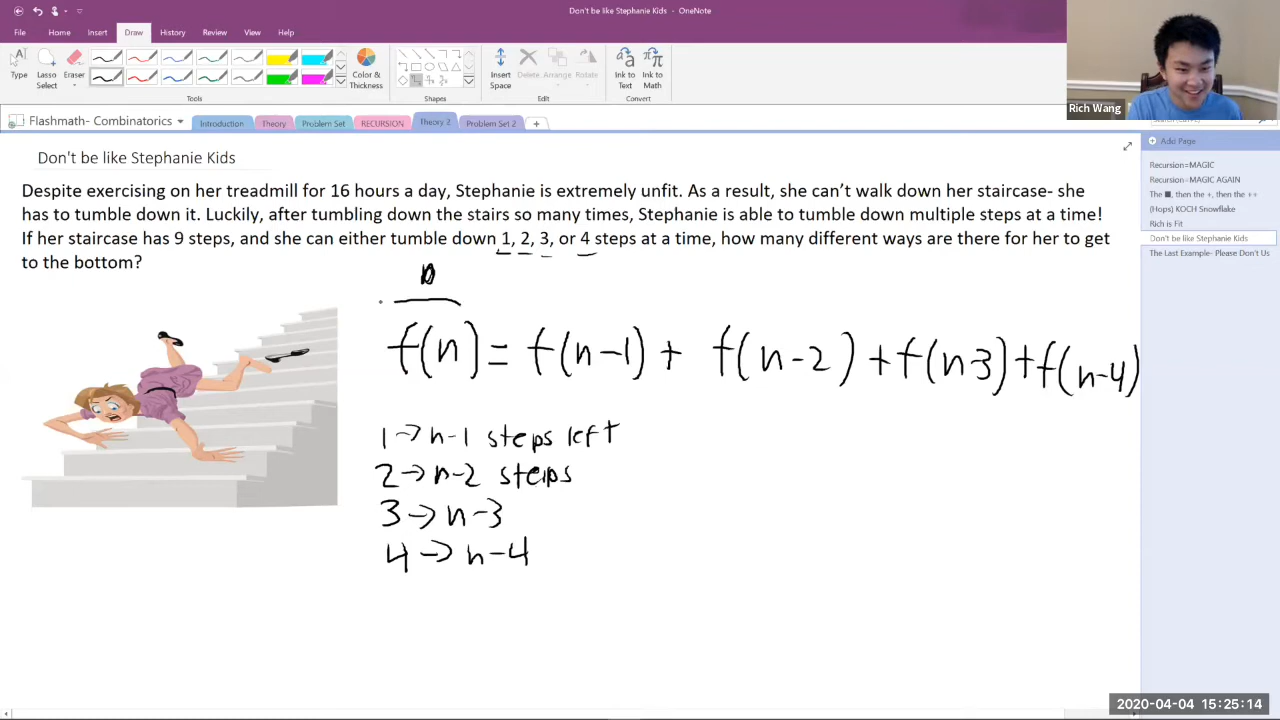 Don't be like Stephanie Kids - OneNote
File Home Insert Draw History Review View Help
Type Lasso Select Eraser Color & Thickness Insert Space Delete Arrange Rotate Ink to Text Ink to Math
Tools Shapes Edit Convert
Rich Wang
Flashmath- Combinatorics Introduction Theory Problem Set RECURSION Theory 2 Problem Set 2
Add Page
Recursion=MAGIC
Recursion=MAGIC AGAIN
The ■, then the +, then the ++
(Hops) KOCH Snowflake
Rich is Fit
Don't be like Stephanie Kids
The Last Example- Please Don't Us
Don't be like Stephanie Kids
Despite exercising on her treadmill for 16 hours a day, Stephanie is extremely unfit. As a result, she can't walk down her staircase- she
has to tumble down it. Luckily, after tumbling down the stairs so many times, Stephanie is able to tumble down multiple steps at a time!
If her staircase has 9 steps, and she can either tumble down 1, 2, 3, or 4 steps at a time, how many different ways are there for her to get
to the bottom?
f(n) = f(n-1) + f(n-2) + f(n-3) + f(n-4)
1 → n-1 steps left
2 → n-2 steps
3 → n-3
4 → n-4
2020-04-04 15:25:14